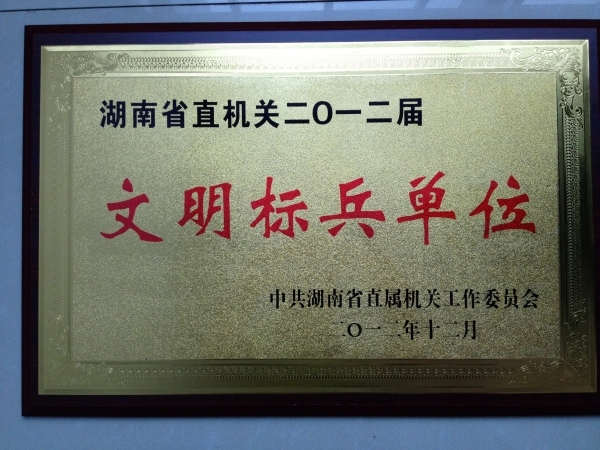 湖南省直机关二〇一二届
文明标兵单位
中共湖南省直属机关工作委员会
二〇一二年十二月